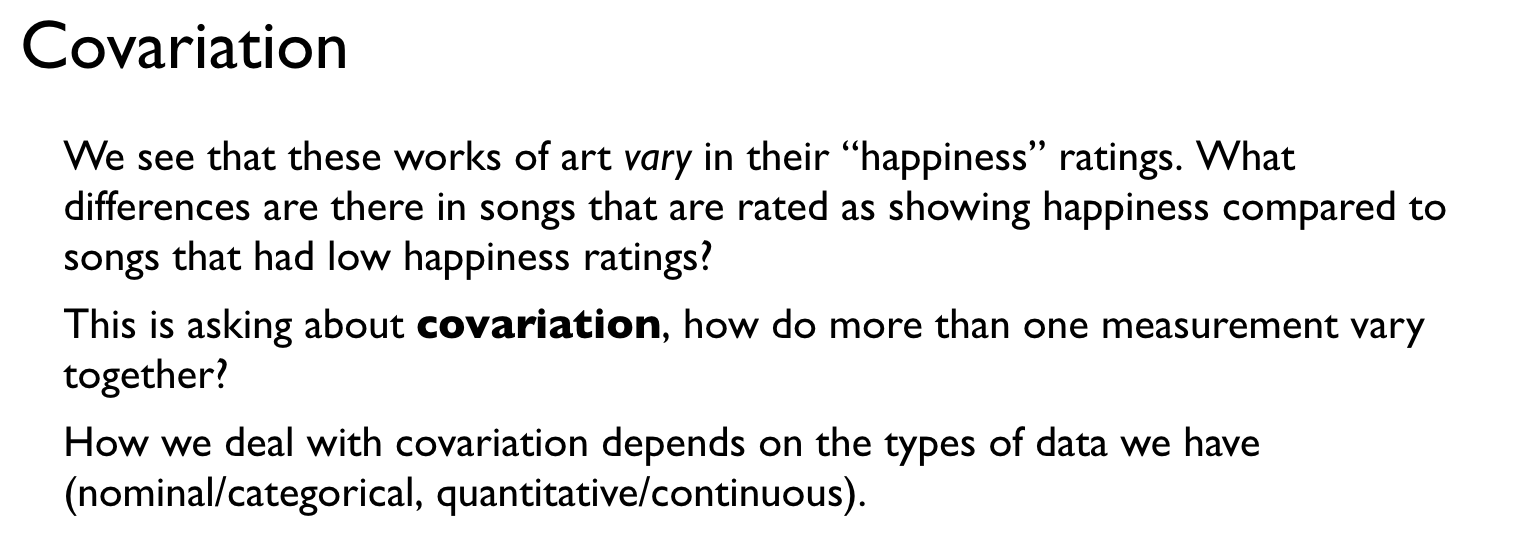 Covariation
We see that these works of art vary in their “happiness” ratings. What
differences are there in songs that are rated as showing happiness compared to
songs that had low happiness ratings?
This is asking about covariation, how do more than one measurement vary
together?
How we deal with covariation depends on the types of data we have
(nominal/categorical, quantitative/continuous).